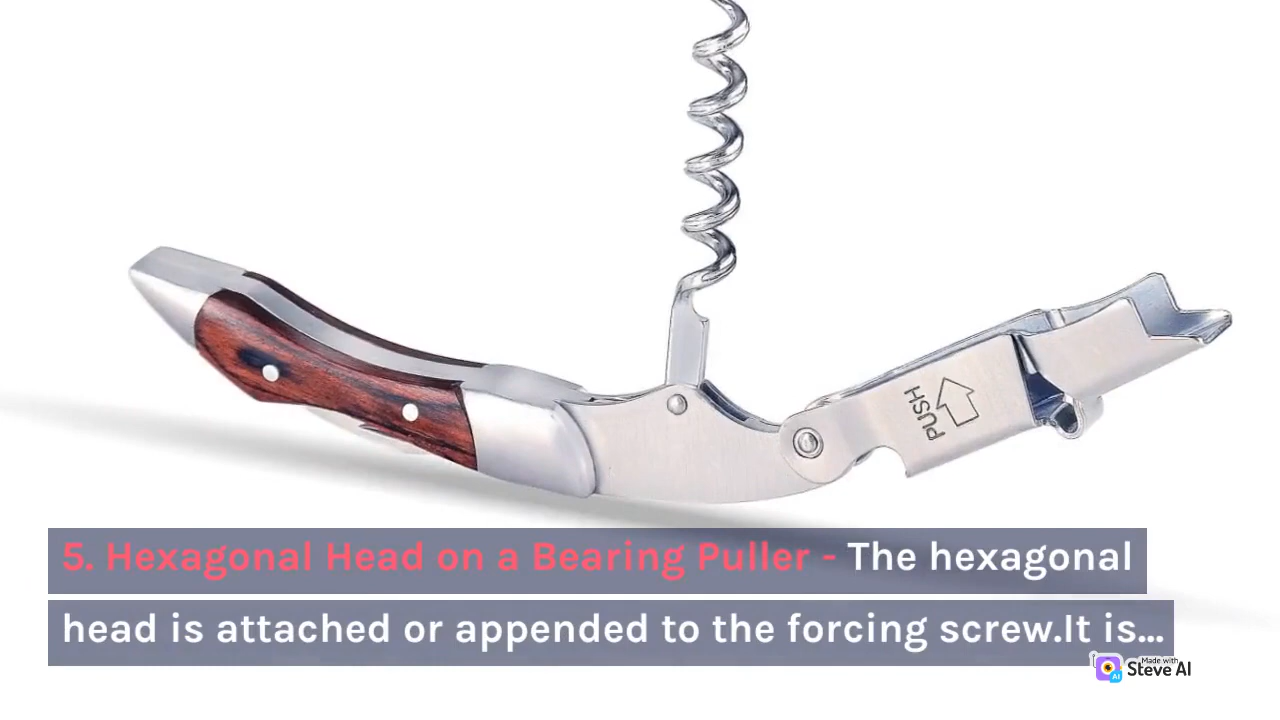 PUSH
5. Hexagonal Head on a Bearing Puller - The hexagonal
head is attached or appended to the forcing screw.It is...
Made with
AI
Steve AI